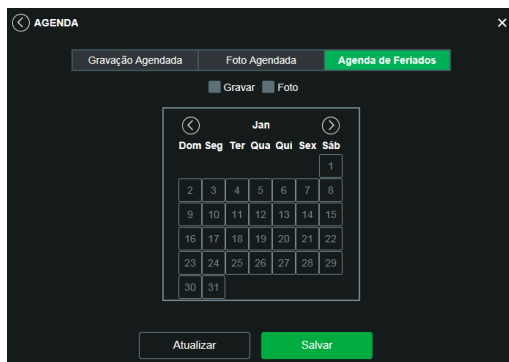 AGENDA
Gravação Agendada Foto Agendada Agenda de Feriados
Gravar Foto
Jan
Dom Seg Ter Qua Qui Sex Sáb
1
2 3 4 5 6 7 8
9 10 11 12 13 14 15
16 17 18 19 20 21 22
23 24 25 26 27 28 29
30 31
Atualizar Salvar